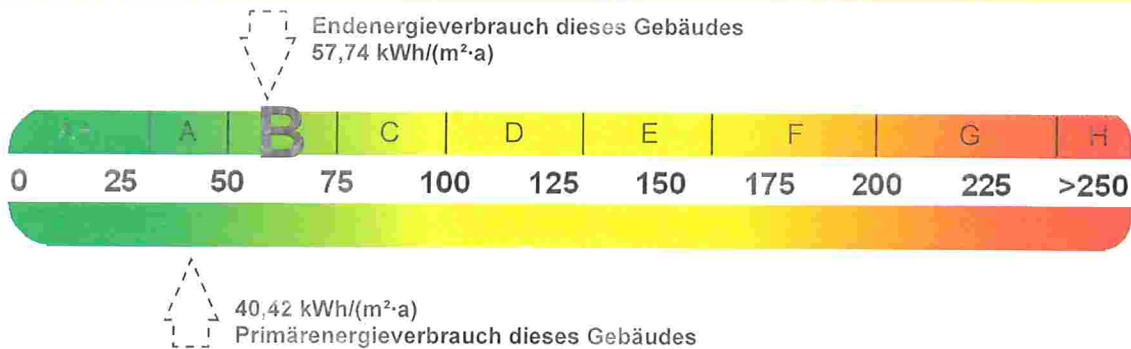 Endenergieverbrauch dieses Gebäudes
57,74 kWh/(m²·a)
A+ A B C D E F G H
0 25 50 75 100 125 150 175 200 225 >250
40,42 kWh/(m²·a)
Primärenergieverbrauch dieses Gebäudes